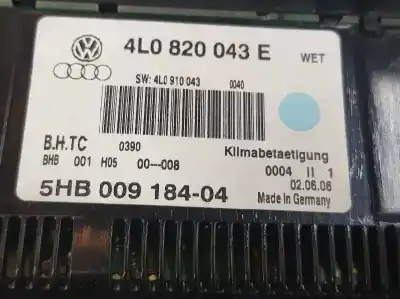 4L0 820 043 E WET
SW: 4L0 910 043 0040
B.H.TC 0390
BHB 001 H05 00---008 Klimabetaetigung
0004 II 1
5HB 009 184-04 02.06.06
Made in Germany